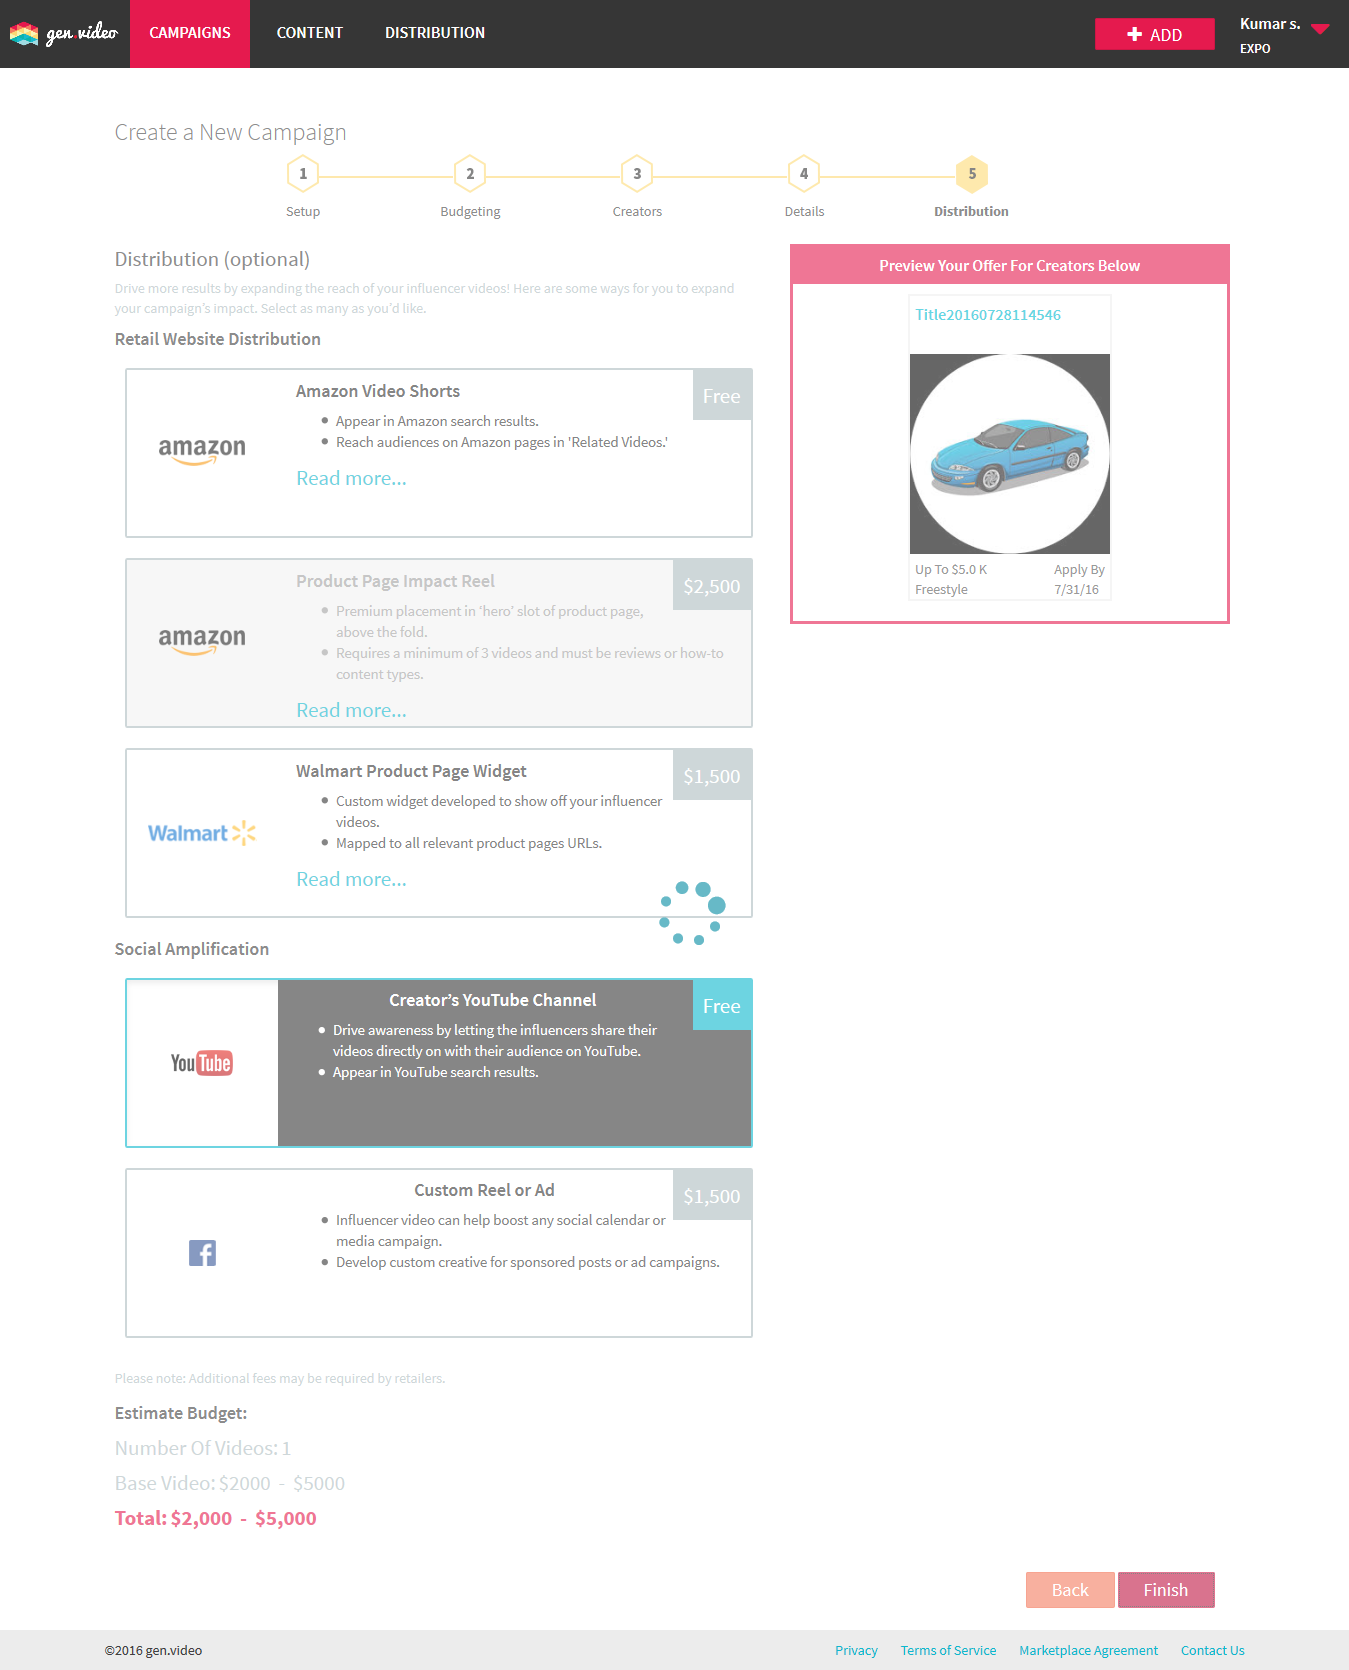 gen.video
CAMPAIGNS
CONTENT
DISTRIBUTION
ADD
Kumar s.
EXPO
Create a New Campaign
1
2
3
4
5
Setup
Budgeting
Creators
Details
Distribution
Distribution (optional)
Drive more results by expanding the reach of your influencer videos! Here are some ways for you to expand
your campaign's impact. Select as many as you'd like.
Retail Website Distribution
amazon
Amazon Video Shorts
Free
Appear in Amazon search results.
Reach audiences on Amazon pages in 'Related Videos.'
Read more...
amazon
Product Page Impact Reel
$2,500
Premium placement in 'hero' slot of product page,
above the fold.
Requires a minimum of 3 videos and must be reviews or how-to
content types.
Read more...
Walmart
Walmart Product Page Widget
$1,500
Custom widget developed to show off your influencer
videos.
Mapped to all relevant product pages URLs.
Read more...
Social Amplification
YouTube
Creator's YouTube Channel
Free
Drive awareness by letting the influencers share their
videos directly on with their audience on YouTube.
Appear in YouTube search results.
f
Custom Reel or Ad
$1,500
Influencer video can help boost any social calendar or
media campaign.
Develop custom creative for sponsored posts or ad campaigns.
Please note: Additional fees may be required by retailers.
Estimate Budget:
Number Of Videos: 1
Base Video: $2000 - $5000
Total: $2,000 - $5,000
Preview Your Offer For Creators Below
Title20160728114546
Up To $5.0 K
Apply By
Freestyle
7/31/16
Back
Finish
©2016 gen.video
Privacy
Terms of Service
Marketplace Agreement
Contact Us